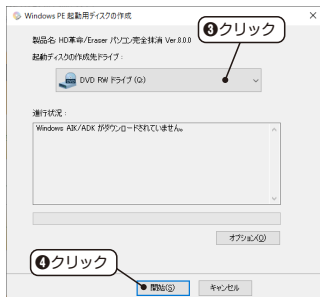 Windows PE 起動用ディスクの作成
製品名: HD革命/Eraser パソコン完全抹消 Ver.8.0.0
❸クリック
起動ディスクの作成先ドライブ:
DVD RW ドライブ (Q:)
進行状況:
Windows AIK/ADK がダウンロードされていません。
オプション(O)
❹クリック
開始(S)
キャンセル